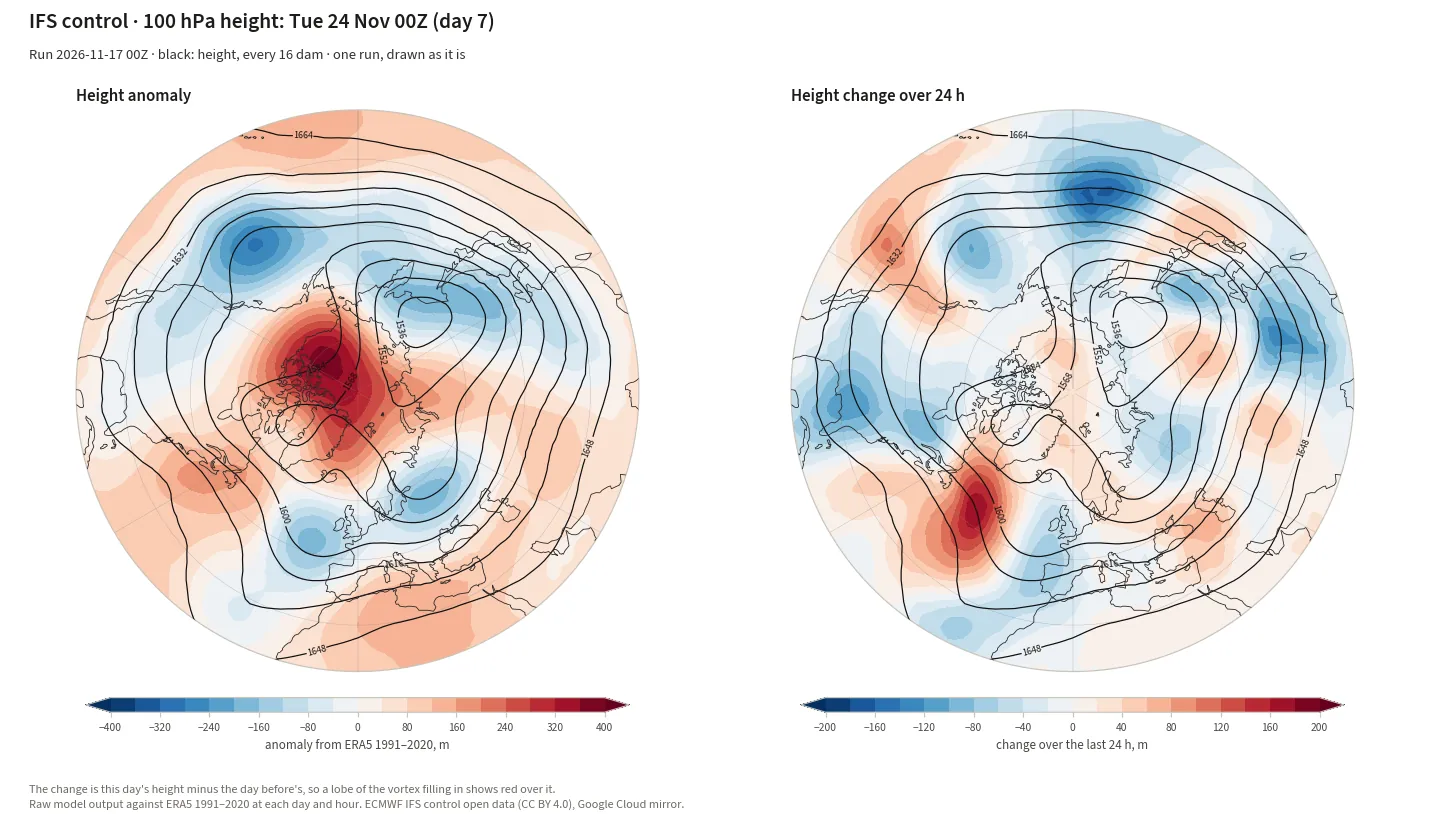 IFS control · 100 hPa height: Tue 24 Nov 00Z (day 7)
Run 2026-11-17 00Z · black: height, every 16 dam · one run, drawn as it is
Height anomaly
Height change over 24 h
1664
1632
1536
1552
1568
1600
1616
1648
1648
1664
1632
1536
1552
1584
1568
1600
1616
1648
1648
−400 −320 −240 −160 −80 0 80 160 240 320 400
anomaly from ERA5 1991–2020, m
−200 −160 −120 −80 −40 0 40 80 120 160 200
change over the last 24 h, m
The change is this day's height minus the day before's, so a lobe of the vortex filling in shows red over it.
Raw model output against ERA5 1991–2020 at each day and hour. ECMWF IFS control open data (CC BY 4.0), Google Cloud mirror.